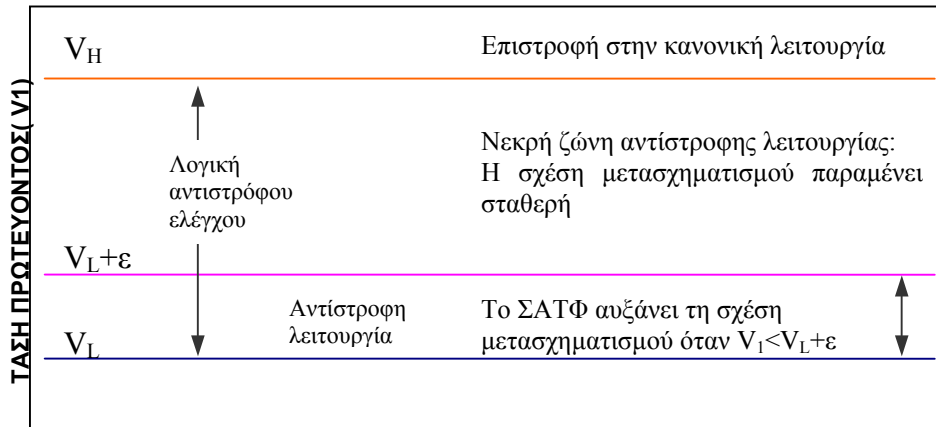 ΤΑΣΗ ΠΡΩΤΕΥΟΝΤΟΣ( V1)
V_H
Επιστροφή στην κανονική λειτουργία
Λογική
αντιστρόφου
ελέγχου
Νεκρή ζώνη αντίστροφης λειτουργίας:
Η σχέση μετασχηματισμού παραμένει
σταθερή
V_L+ε
Αντίστροφη
λειτουργία
Το ΣΑΤΦ αυξάνει τη σχέση
μετασχηματισμού όταν V_1<V_L+ε
V_L